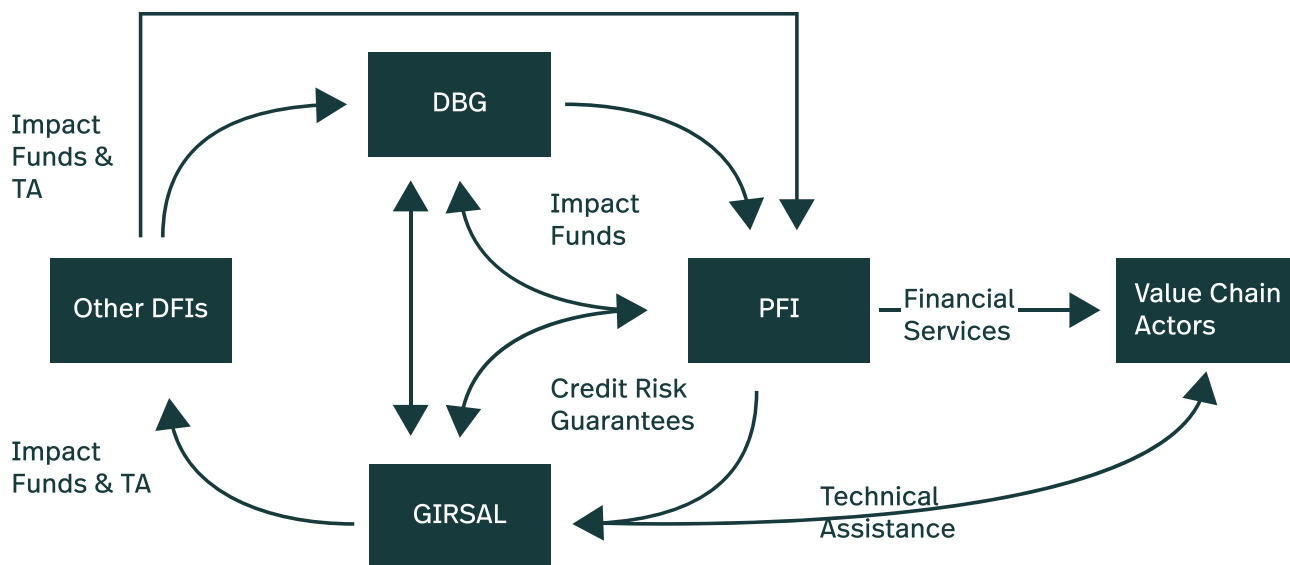 DBG
Impact
Funds &
TA
Impact
Funds
Other DFIs
PFI
Financial
Services
Value Chain
Actors
Credit Risk
Guarantees
Impact
Funds & TA
GIRSAL
Technical
Assistance